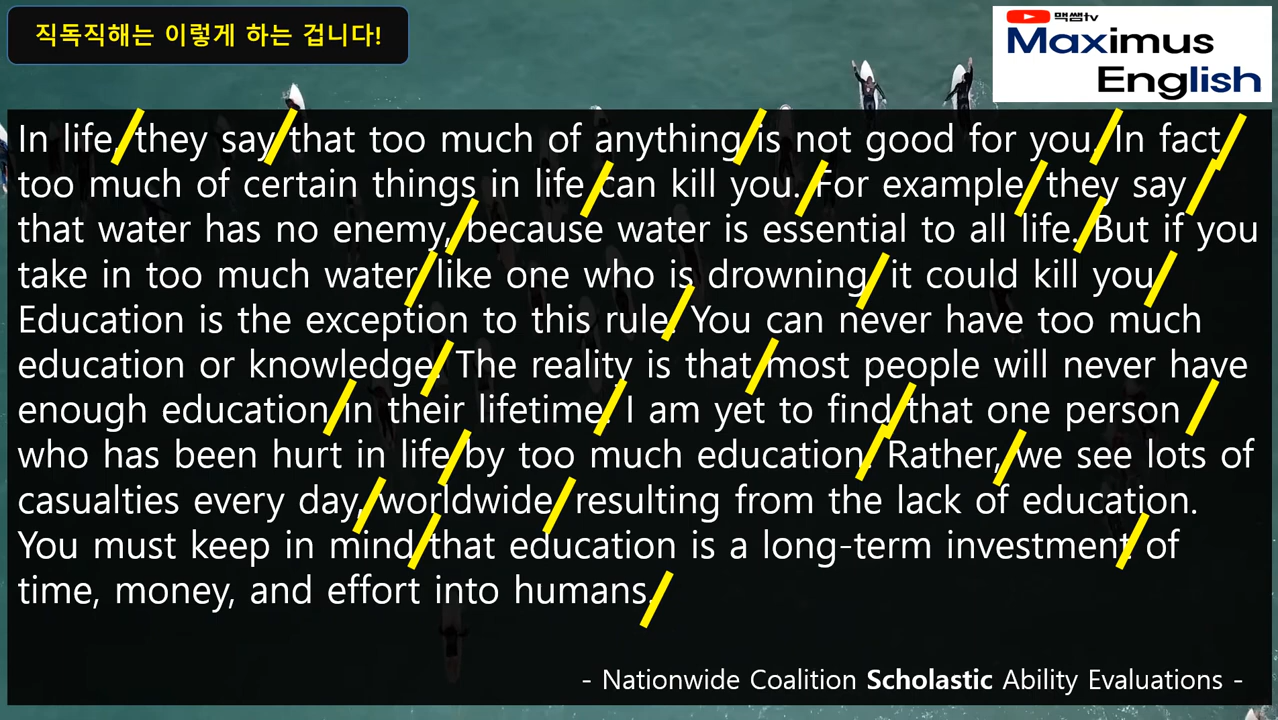 직독직해는 이렇게 하는 겁니다!
맥쌤tv
Maximus
English
In life, they say that too much of anything is not good for you. In fact,
too much of certain things in life can kill you. For example, they say
that water has no enemy, because water is essential to all life. But if you
take in too much water, like one who is drowning, it could kill you.
Education is the exception to this rule. You can never have too much
education or knowledge. The reality is that most people will never have
enough education in their lifetime. I am yet to find that one person
who has been hurt in life by too much education. Rather, we see lots of
casualties every day, worldwide, resulting from the lack of education.
You must keep in mind that education is a long-term investment of
time, money, and effort into humans.
- Nationwide Coalition Scholastic Ability Evaluations -